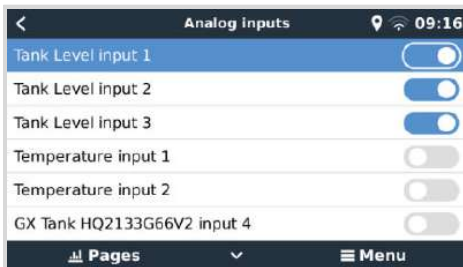 Analog inputs 09:16
Tank Level input 1
Tank Level input 2
Tank Level input 3
Temperature input 1
Temperature input 2
GX Tank HQ2133G66V2 input 4
Pages Menu